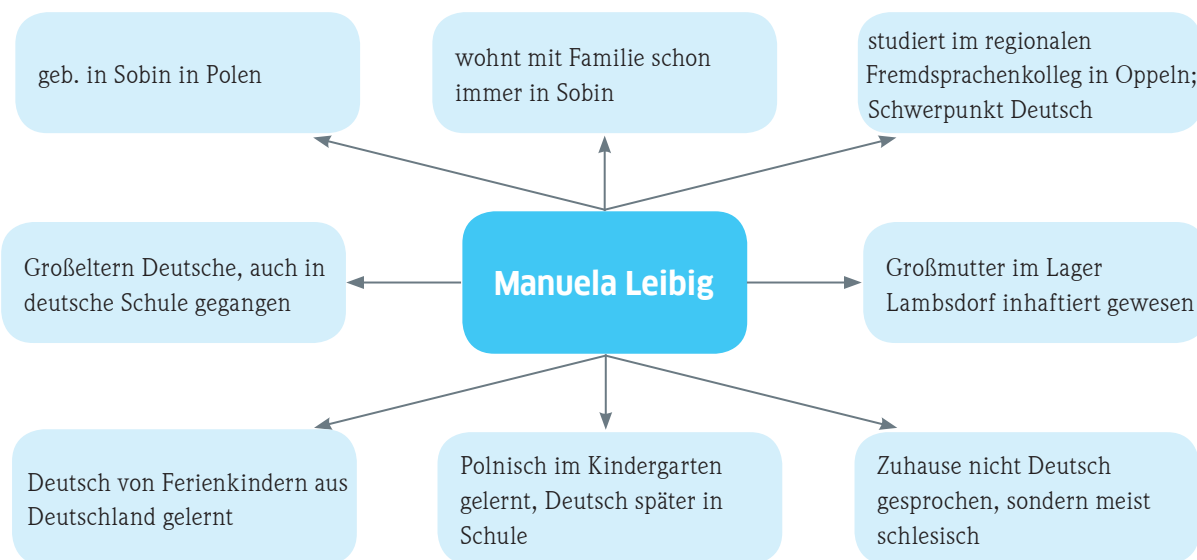 geb. in Sobin in Polen
wohnt mit Familie schon
immer in Sobin
studiert im regionalen
Fremdsprachenkolleg in Oppeln;
Schwerpunkt Deutsch
Großeltern Deutsche, auch in
deutsche Schule gegangen
Manuela Leibig
Großmutter im Lager
Lambsdorf inhaftiert gewesen
Deutsch von Ferienkindern aus
Deutschland gelernt
Polnisch im Kindergarten
gelernt, Deutsch später in
Schule
Zuhause nicht Deutsch
gesprochen, sondern meist
schlesisch